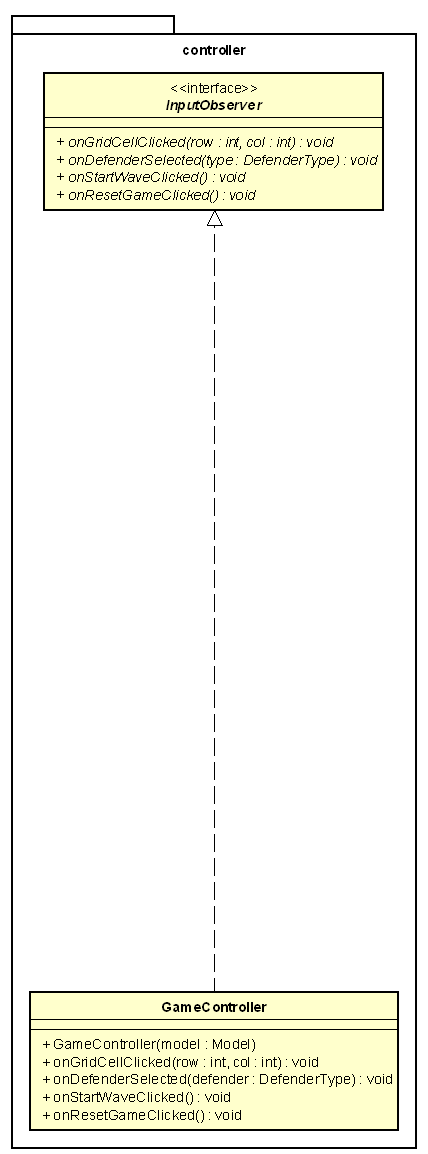 controller
<<interface>>
InputObserver
+ onGridCellClicked(row : int, col : int) : void
+ onDefenderSelected(type : DefenderType) : void
+ onStartWaveClicked() : void
+ onResetGameClicked() : void
GameController
+ GameController(model : Model)
+ onGridCellClicked(row : int, col : int) : void
+ onDefenderSelected(defender : DefenderType) : void
+ onStartWaveClicked() : void
+ onResetGameClicked() : void